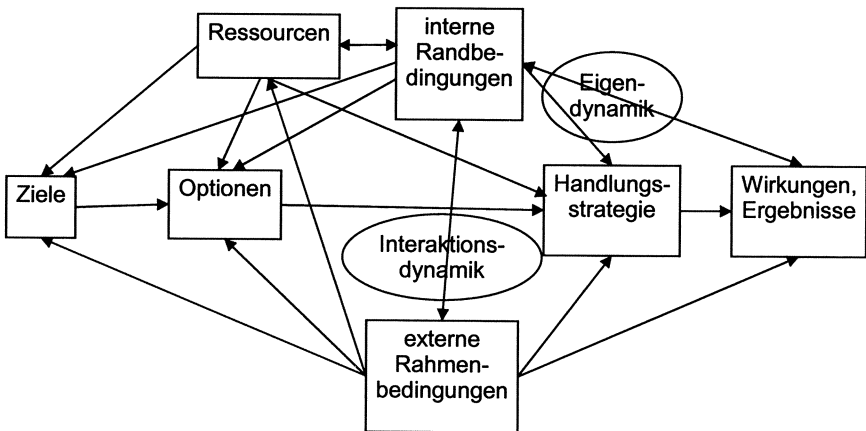 Ressourcen
interne
Randbe-
dingungen
Eigen-
dynamik
Ziele
Optionen
Handlungs-
strategie
Wirkungen,
Ergebnisse
Interaktions-
dynamik
externe
Rahmen-
bedingungen